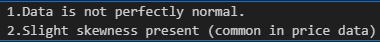 1.Data is not perfectly normal.
2.Slight skewness present (common in price data)